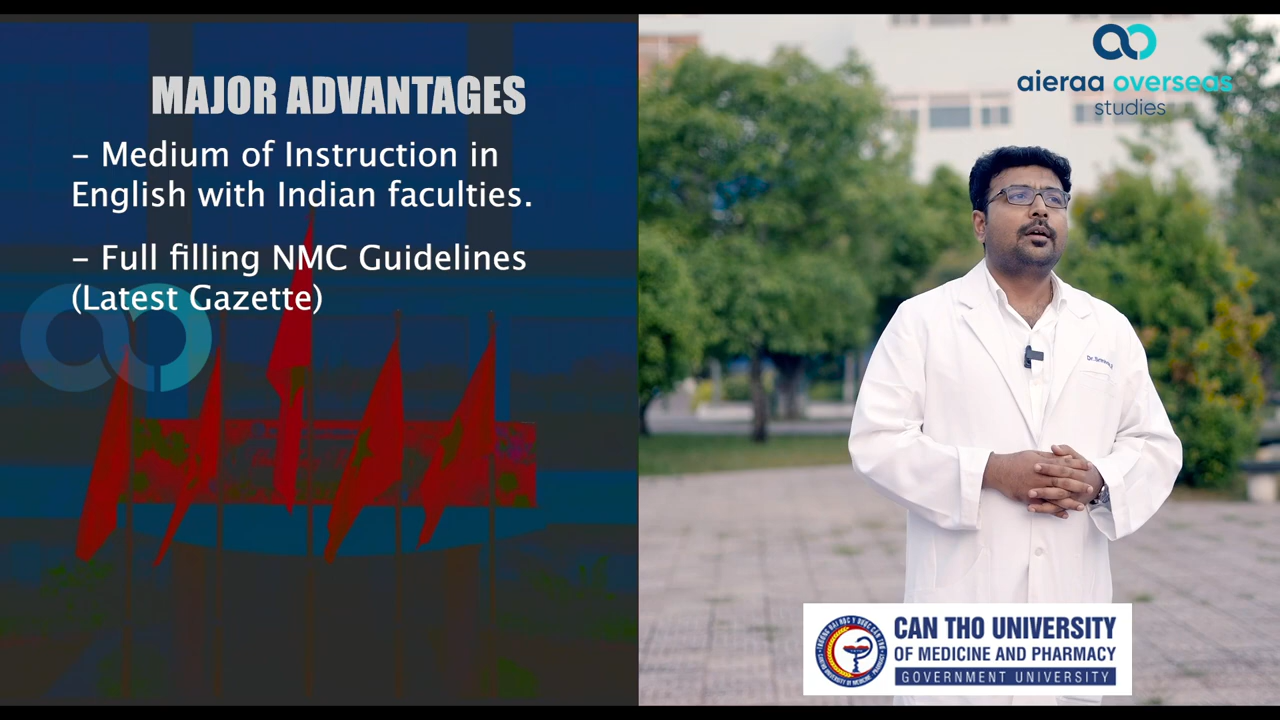 MAJOR ADVANTAGES
– Medium of Instruction in
English with Indian faculties.
– Full filling NMC Guidelines
(Latest Gazette)
aieraa overseas
studies
CAN THO UNIVERSITY
OF MEDICINE AND PHARMACY
GOVERNMENT UNIVERSITY